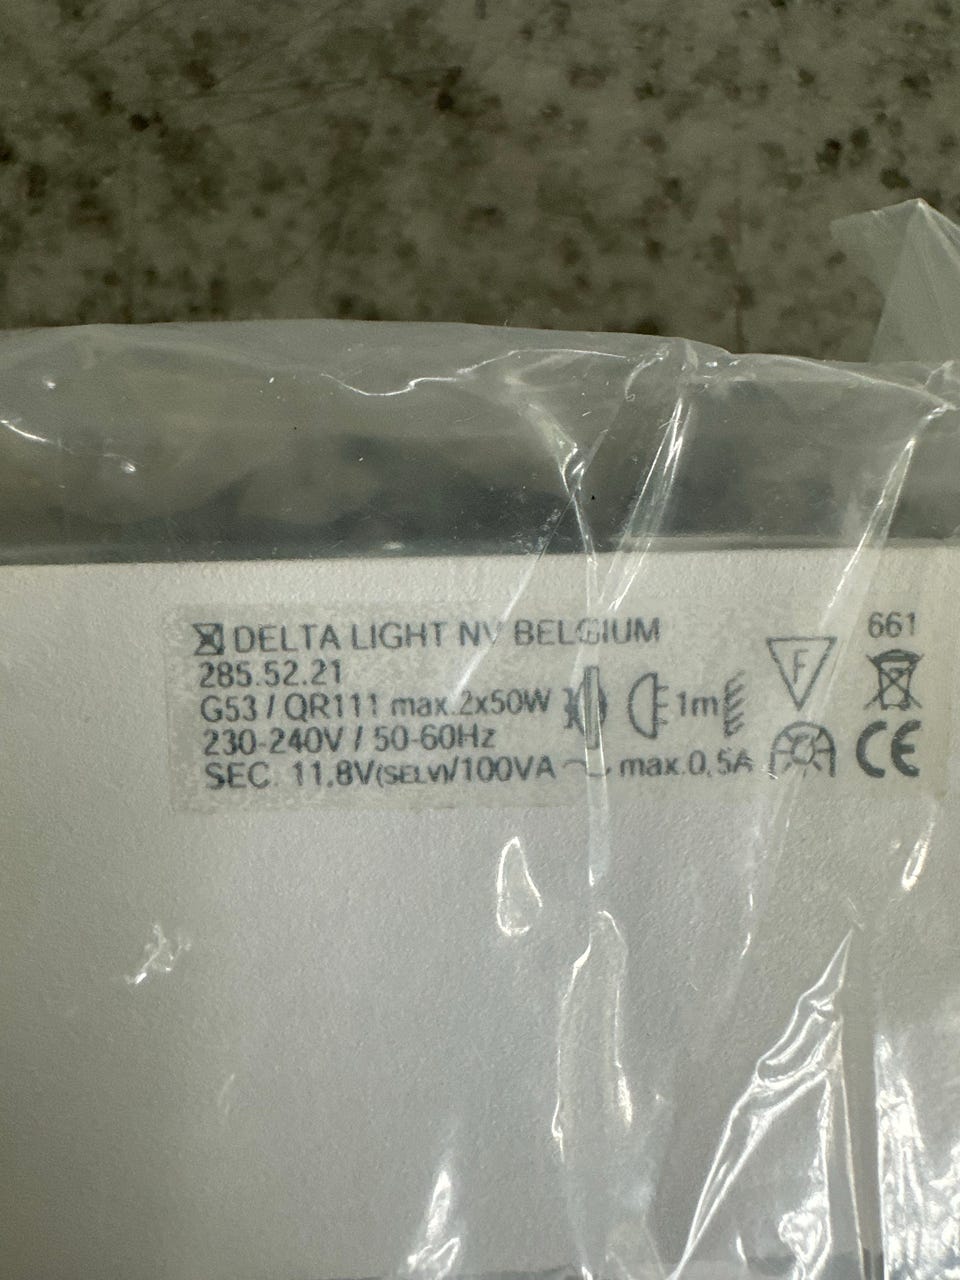 DELTA LIGHT NV BELGIUM
285.52.21
G53 / QR111 max.2x50W 1m
230-240V / 50-60Hz
SEC. 11.8V(SELV)/100VA max.0,5A
F
661
CE